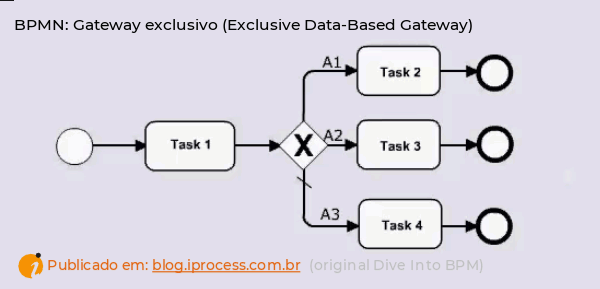 BPMN: Gateway exclusivo (Exclusive Data-Based Gateway)
A1
Task 2
Task 1
X
A2
Task 3
A3
Task 4
i Publicado em: blog.iprocess.com.br (original Dive Into BPM)